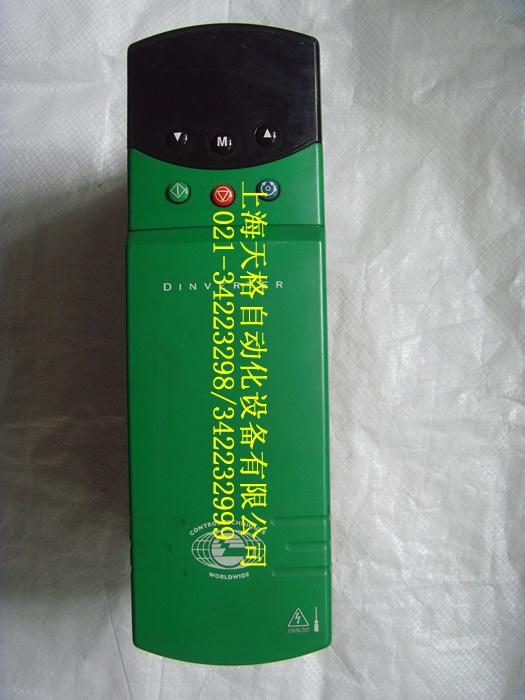 M
DINVERTER
上海天格自动化设备有限公司
021-34223298/34223299
CONTROL TECHNIQUES
WORLDWIDE